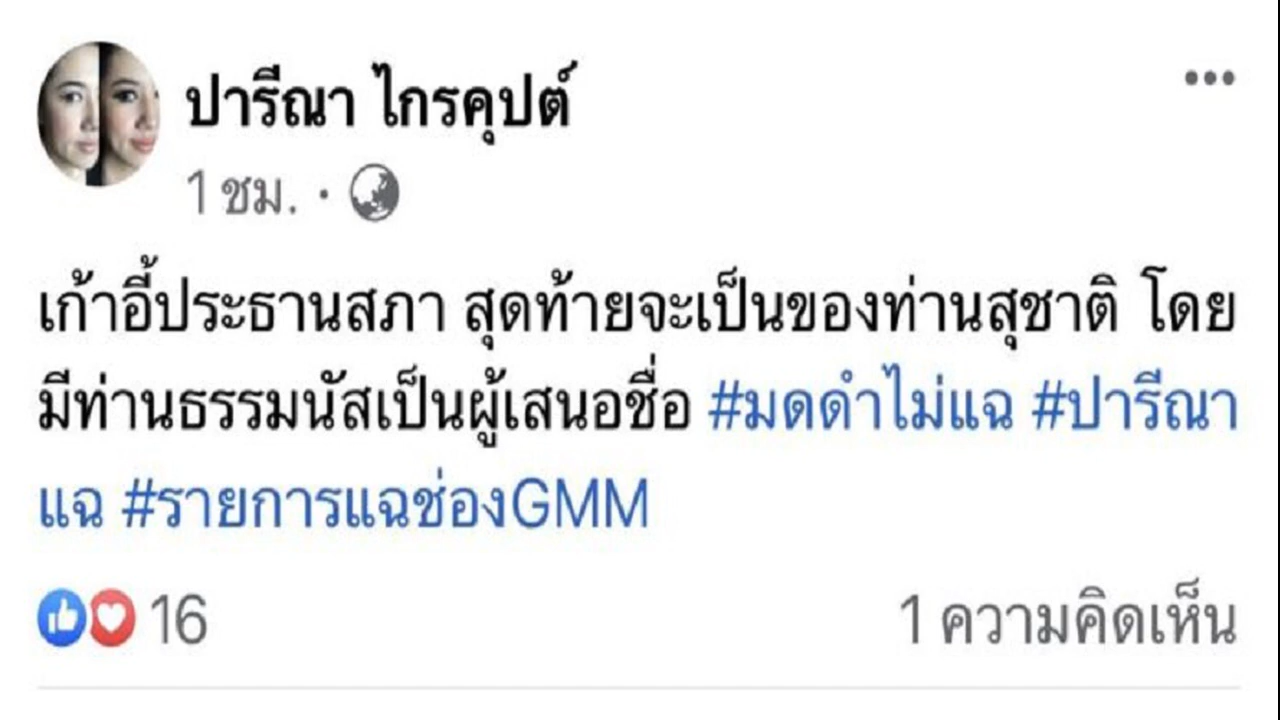 ปารีณา ไกรคุปต์
1 ชม. ·
เก้าอี้ประธานสภา สุดท้ายจะเป็นของท่านสุชาติ โดย
มีท่านธรรมนัสเป็นผู้เสนอชื่อ #มดดำไม่แฉ #ปารีณา
แฉ #รายการแฉช่องGMM
16 1 ความคิดเห็น